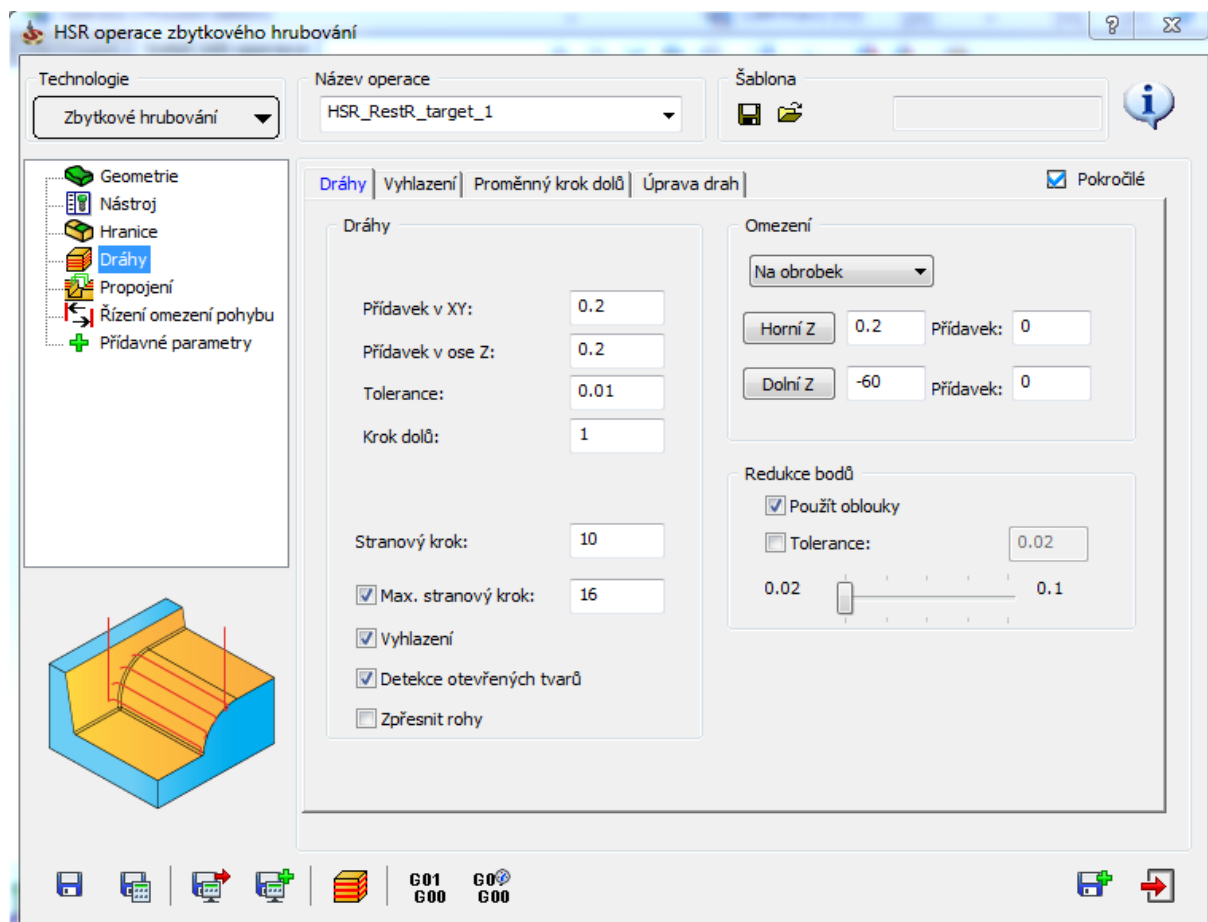 HSR operace zbytkového hrubování
Technologie
Zbytkové hrubování
Název operace
HSR_RestR_target_1
Šablona
Geometrie
Nástroj
Hranice
Dráhy
Propojení
Řízení omezení pohybu
Přídavné parametry
Dráhy Vyhlazení Proměnný krok dolů Úprava drah
Pokročilé
Dráhy
Přídavek v XY: 0.2
Přídavek v ose Z: 0.2
Tolerance: 0.01
Krok dolů: 1
Stranový krok: 10
Max. stranový krok: 16
Vyhlazení
Detekce otevřených tvarů
Zpřesnit rohy
Omezení
Na obrobek
Horní Z 0.2 Přídavek: 0
Dolní Z -60 Přídavek: 0
Redukce bodů
Použít oblouky
Tolerance: 0.02
0.02 0.1
G01
G00
G0
G00